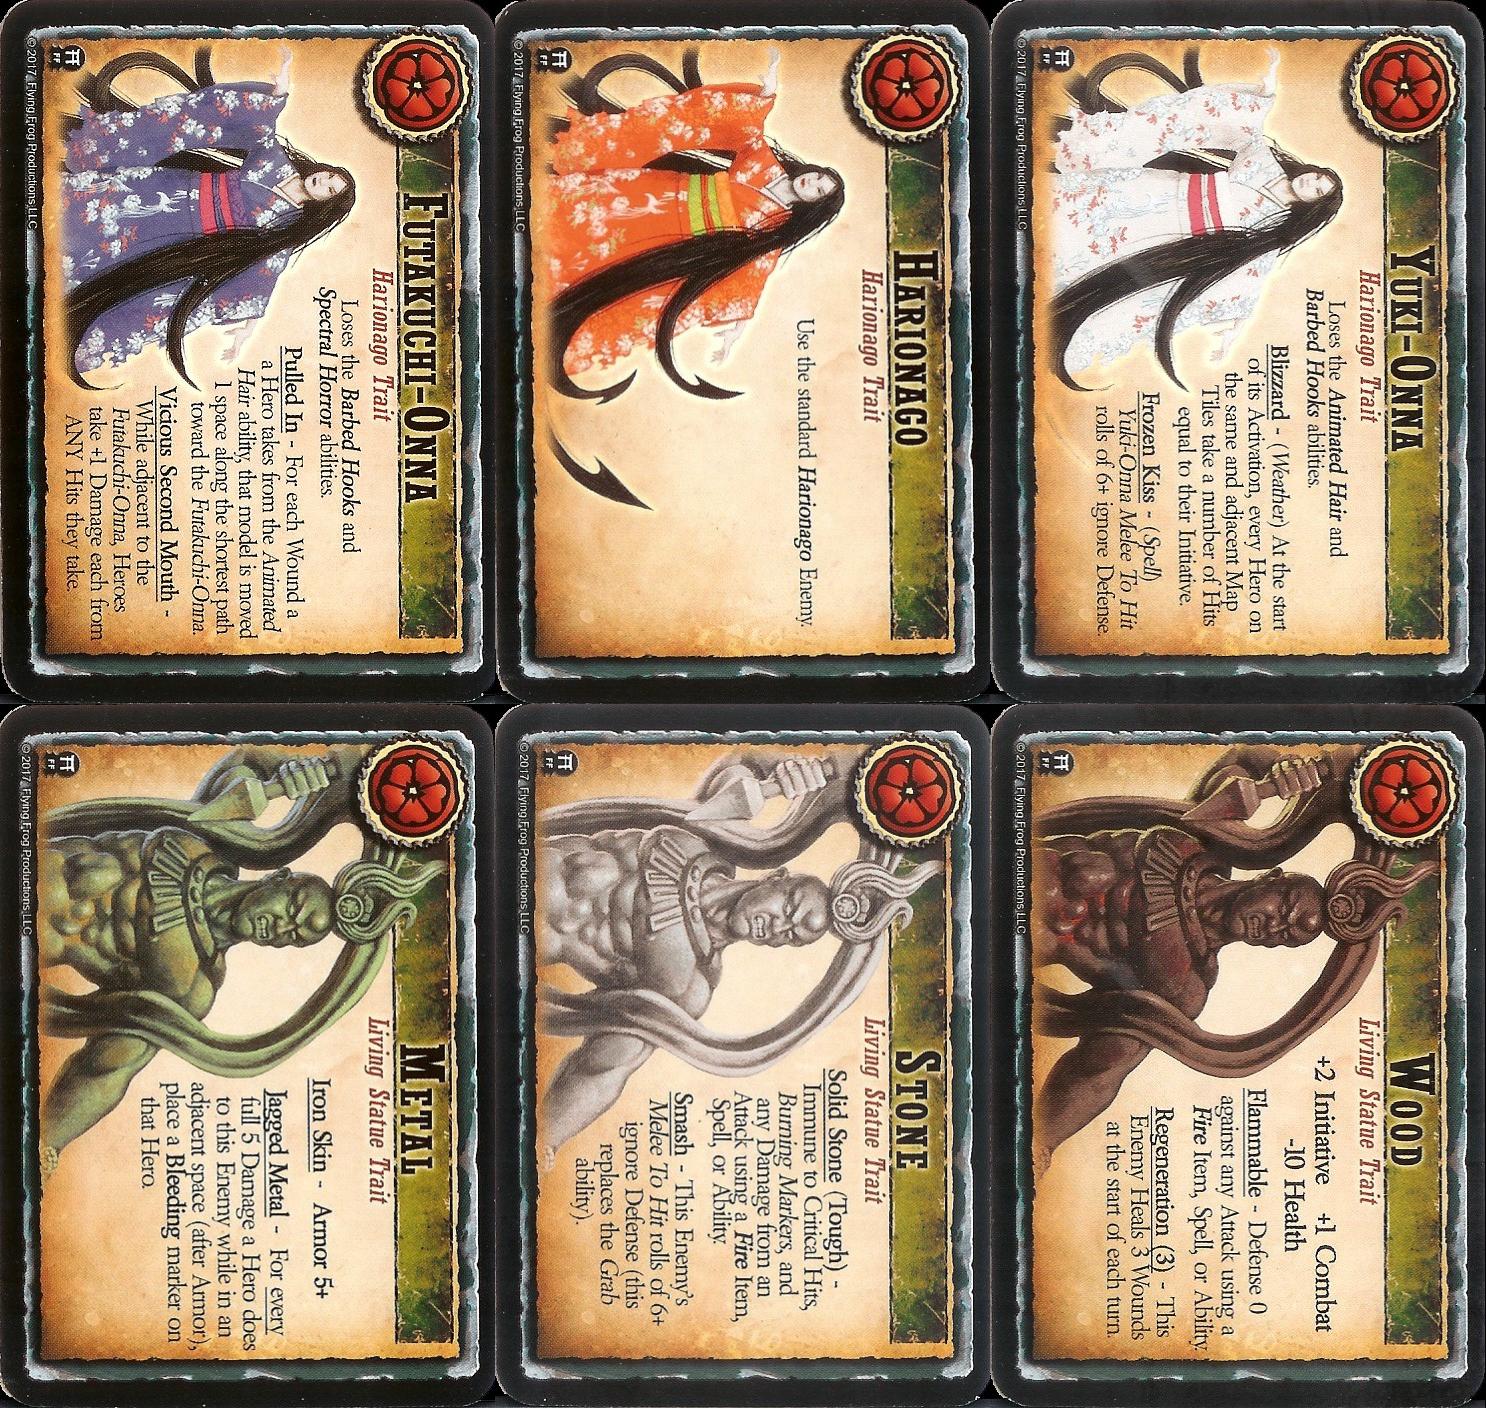 FUTAKUCHI-ONNA
Harionago Trait
Loses the Barbed Hooks and
Spectral Horror abilities.
Pulled In - For each Wound a
a Hero takes from the Animated
Hair ability, that model is moved
1 space along the shortest path
toward the Futakuchi-Onna.
Vicious Second Mouth -
While adjacent to the
Futakuchi-Onna, Heroes
take +1 Damage each from
ANY Hits they take.
FF
©2017 Flying Frog Productions, LLC
HARIONAGO
Harionago Trait
Use the standard Harionago Enemy.
FF
©2017 Flying Frog Productions, LLC
YUKI-ONNA
Harionago Trait
Loses the Animated Hair and
Barbed Hooks abilities.
Blizzard - (Weather) At the start
of its Activation, every Hero on
the same and adjacent Map
Tiles take a number of Hits
equal to their Initiative.
Frozen Kiss - (Spell)
Yuki-Onna Melee To Hit
rolls of 6+ ignore Defense.
FF
©2017 Flying Frog Productions, LLC
METAL
Living Statue Trait
Iron Skin - Armor 5+
Jagged Metal - For every
full 5 Damage a Hero does
to this Enemy while in an
adjacent space (after Armor),
place a Bleeding marker on
that Hero.
FF
©2017 Flying Frog Productions, LLC
STONE
Living Statue Trait
Solid Stone (Tough) -
Immune to Critical Hits,
Burning Markers, and
any Damage from an
Attack using a Fire Item,
Spell, or Ability.
Smash - This Enemy's
Melee To Hit rolls of 6+
ignore Defense (this
replaces the Grab
ability).
FF
©2017 Flying Frog Productions, LLC
WOOD
Living Statue Trait
+2 Initiative +1 Combat
-10 Health
Flammable - Defense 0
against any Attack using a
Fire Item, Spell, or Ability.
Regeneration (3) - This
Enemy Heals 3 Wounds
at the start of each turn.
FF
©2017 Flying Frog Productions, LLC